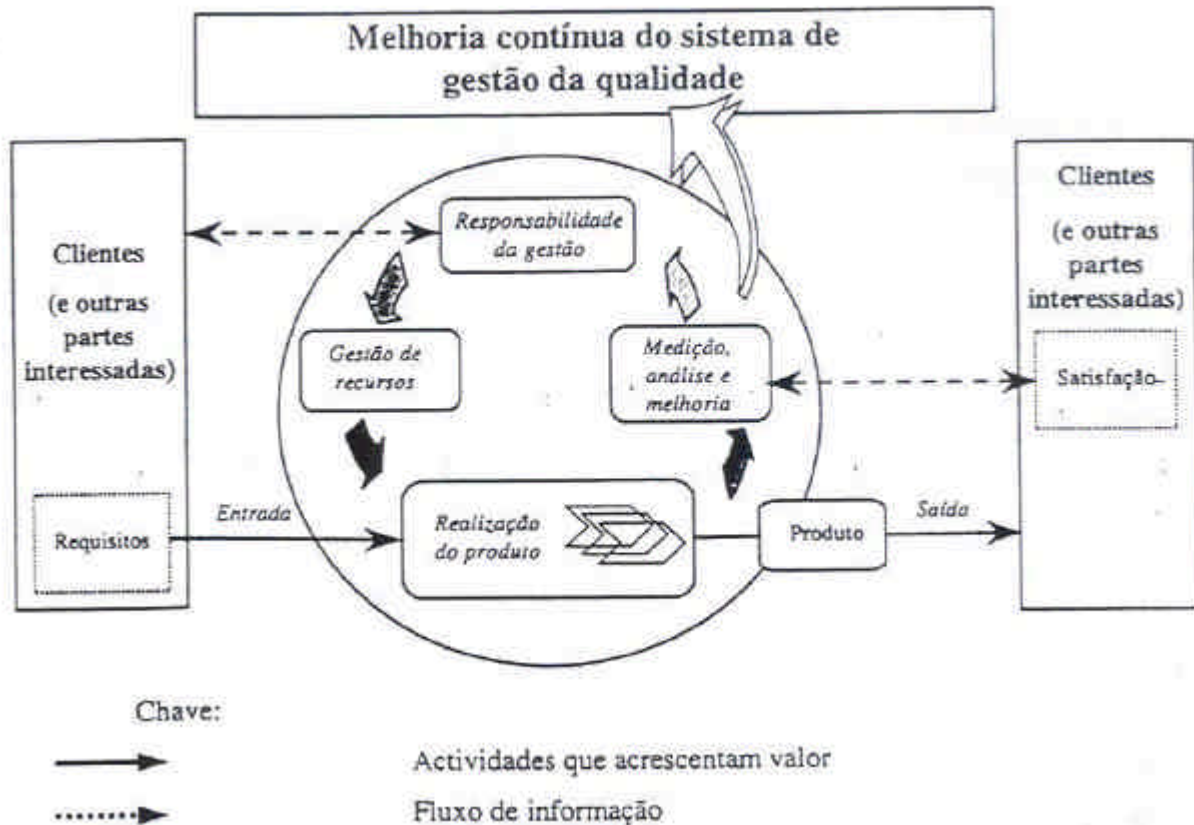 Melhoria contínua do sistema de
gestão da qualidade
Clientes
(e outras
partes
interessadas)
Requisitos
Entrada
Responsabilidade
da gestão
Gestão de
recursos
Medição,
análise e
melhoria
Realização
do produto
Produto
Saída
Clientes
(e outras
partes
interessadas)
Satisfação
Chave:
Actividades que acrescentam valor
Fluxo de informação